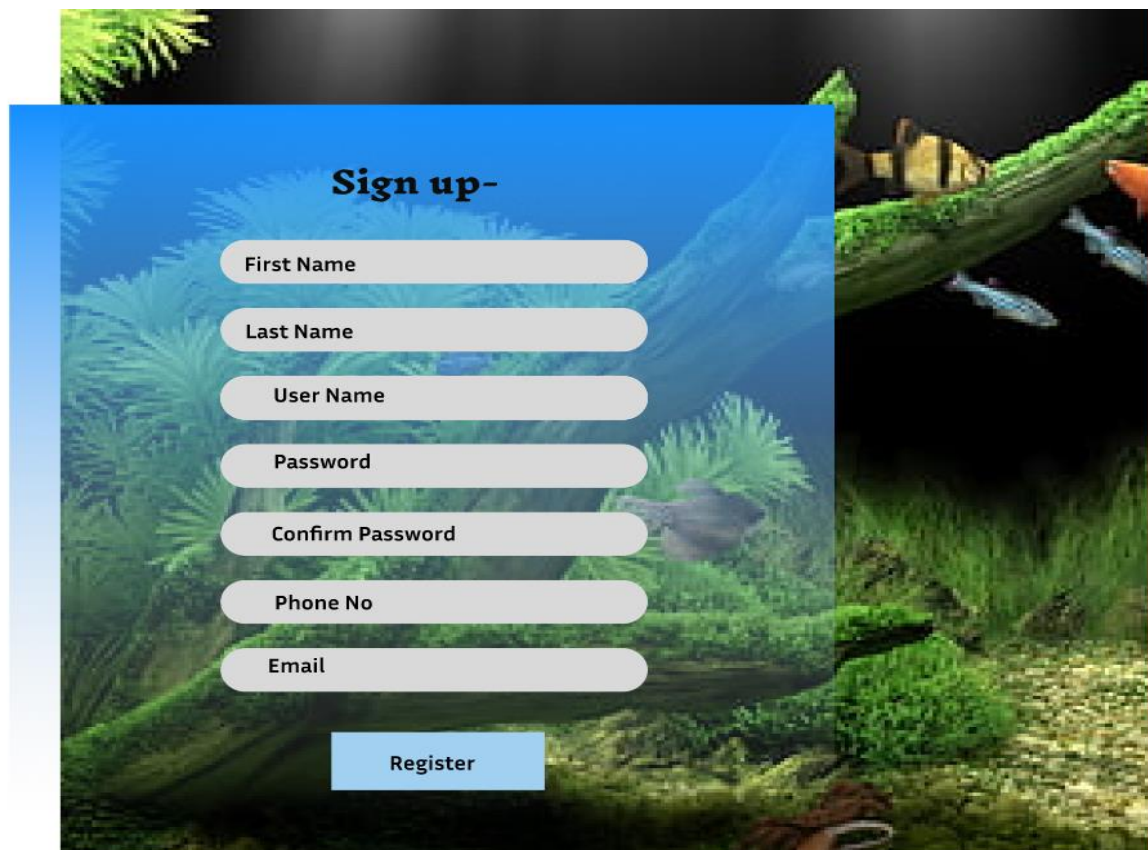 Sign up-
First Name
Last Name
User Name
Password
Confirm Password
Phone No
Email
Register